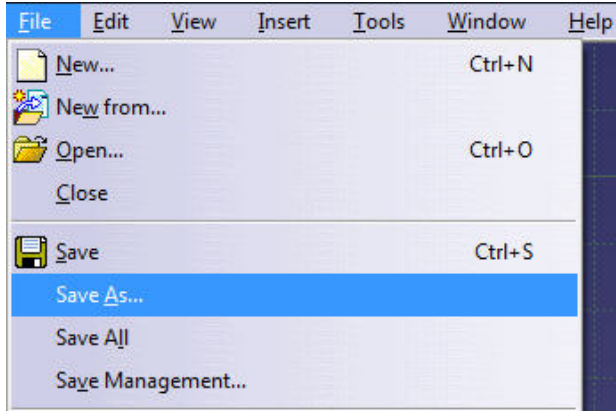 File Edit View Insert Tools Window Help
New... Ctrl+N
New from...
Open... Ctrl+O
Close
Save Ctrl+S
Save As...
Save All
Save Management...